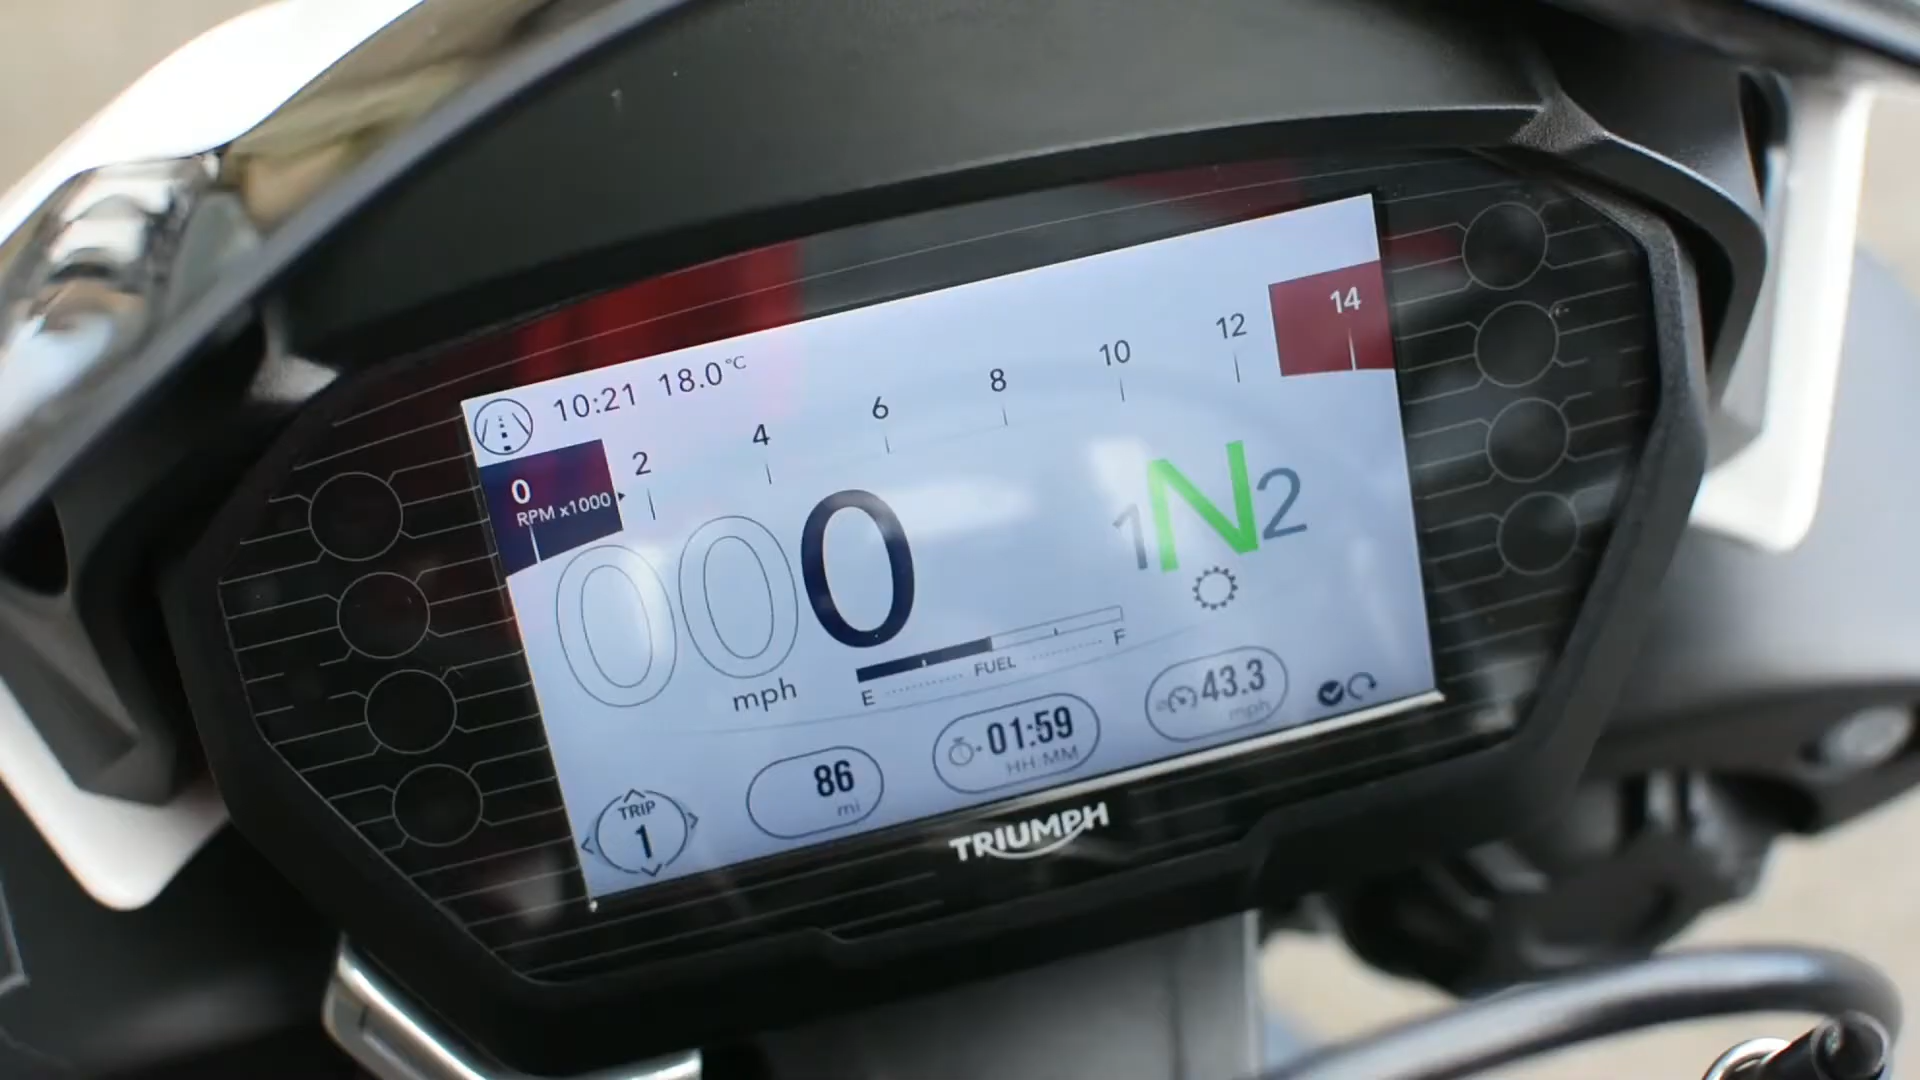 10:21 18.0°C
0 2 4 6 8 10 12 14
RPM x1000
000
mph
1N2
E FUEL F
TRIP
1
86
mi
01:59
HH:MM
43.3
mph
TRIUMPH